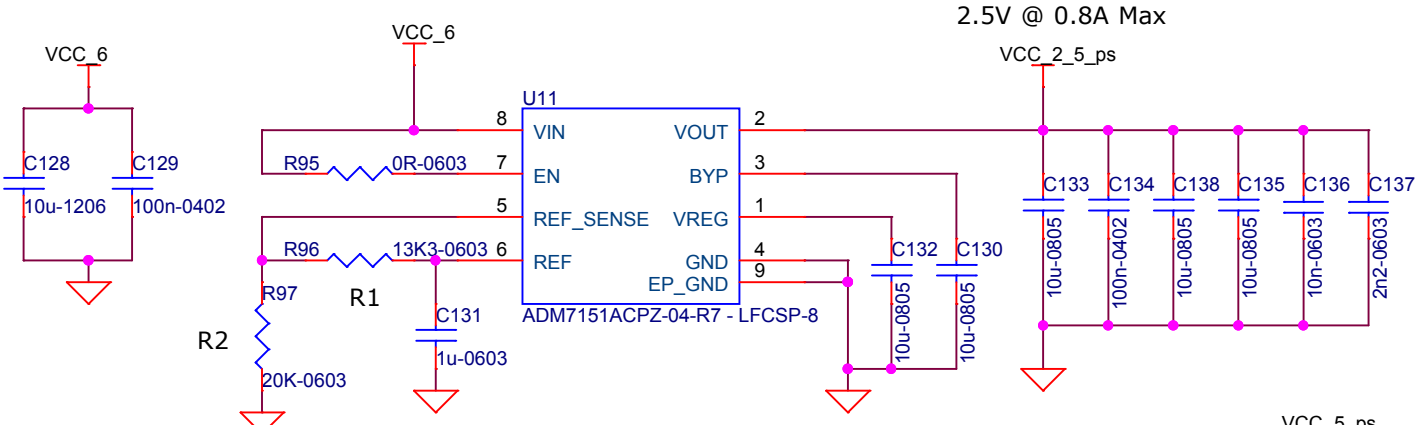 2.5V @ 0.8A Max
VCC_6
VCC_6
VCC_2_5_ps
U11
8
VIN
VOUT
2
R95
0R-0603
7
EN
BYP
3
5
REF_SENSE
VREG
1
R96
13K3-0603
6
REF
GND
4
EP_GND
9
R1
ADM7151ACPZ-04-R7 - LFCSP-8
C128
10u-1206
C129
100n-0402
R97
R2
20K-0603
C131
1u-0603
C132
10u-0805
C130
10u-0805
C133
10u-0805
C134
100n-0402
C138
10u-0805
C135
10u-0805
C136
10n-0603
C137
2n2-0603
VCC_5_ps